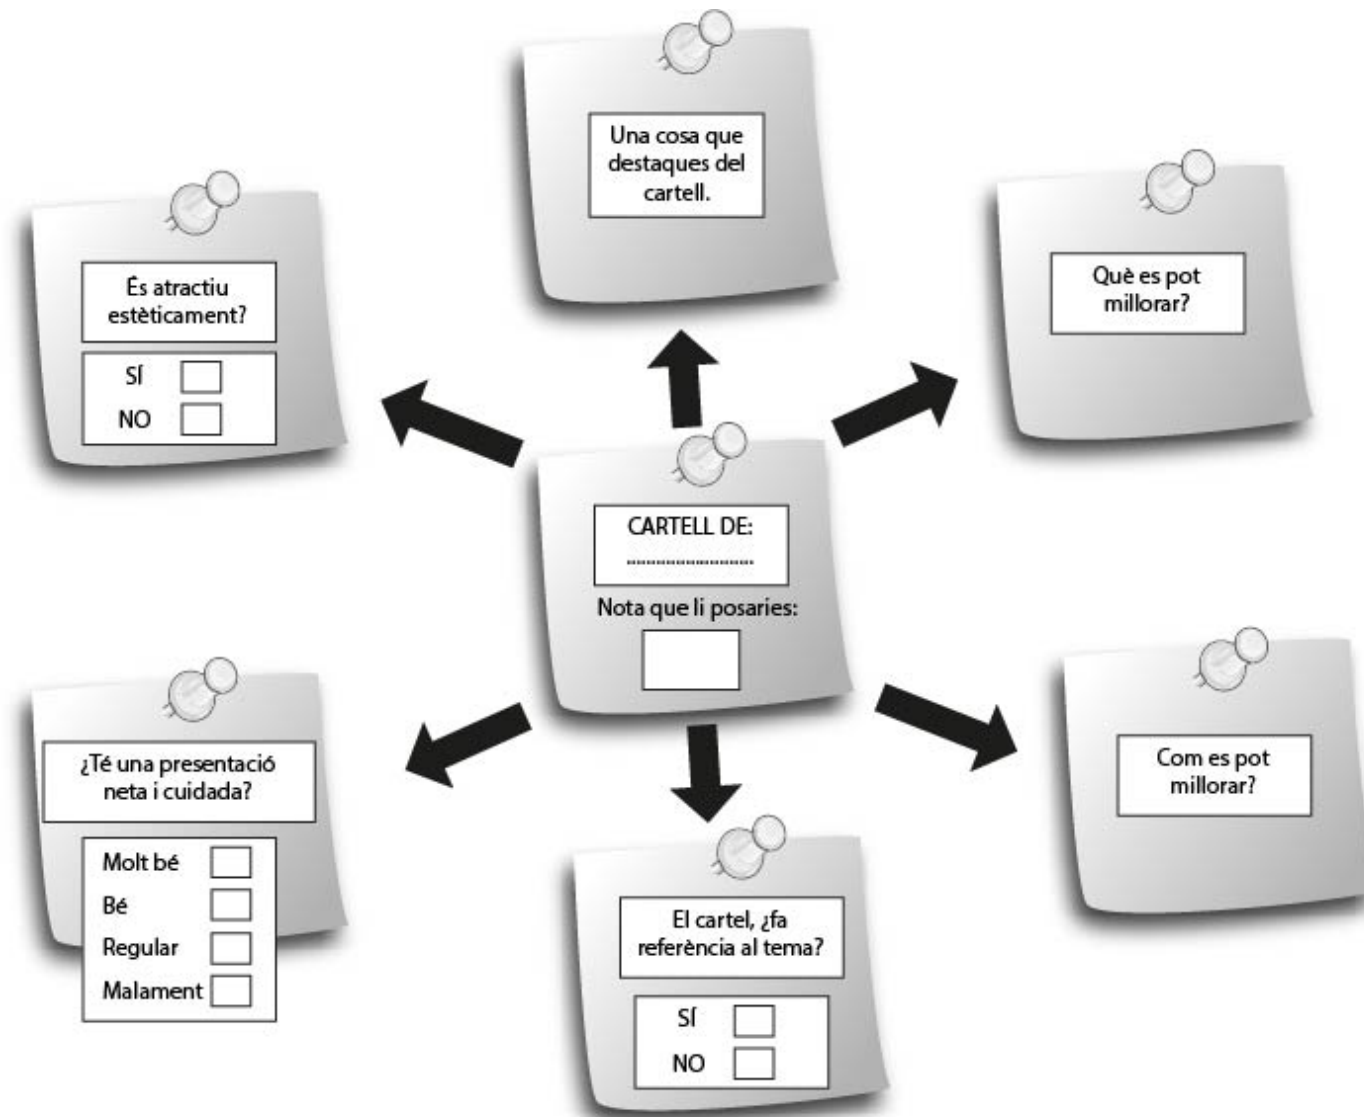 Una cosa que
destaques del
cartell.
És atractiu
estèticament?
SÍ
NO
Què es pot
millorar?
CARTELL DE:
Nota que li posaries:
¿Té una presentació
neta i cuidada?
Molt bé
Bé
Regular
Malament
Com es pot
millorar?
El cartel, ¿fa
referència al tema?
SÍ
NO